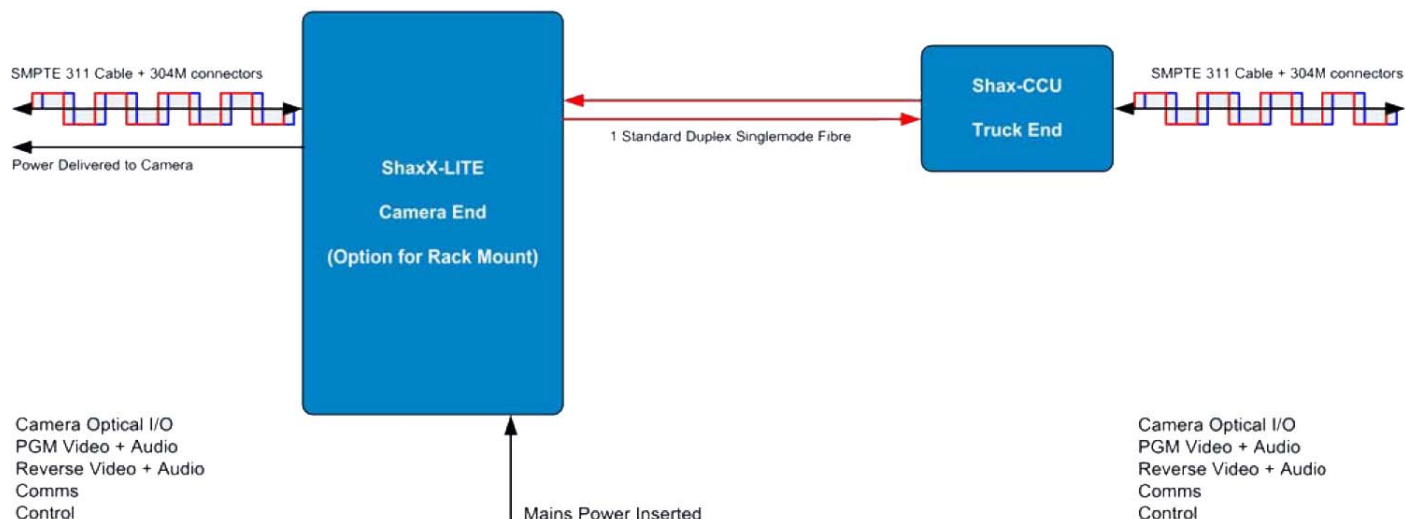 SMPTE 311 Cable + 304M connectors
Power Delivered to Camera
ShaxX-LITE
Camera End
(Option for Rack Mount)
1 Standard Duplex Singlemode Fibre
Shax-CCU
Truck End
SMPTE 311 Cable + 304M connectors
Camera Optical I/O
PGM Video + Audio
Reverse Video + Audio
Comms
Control
Mains Power Inserted
Camera Optical I/O
PGM Video + Audio
Reverse Video + Audio
Comms
Control